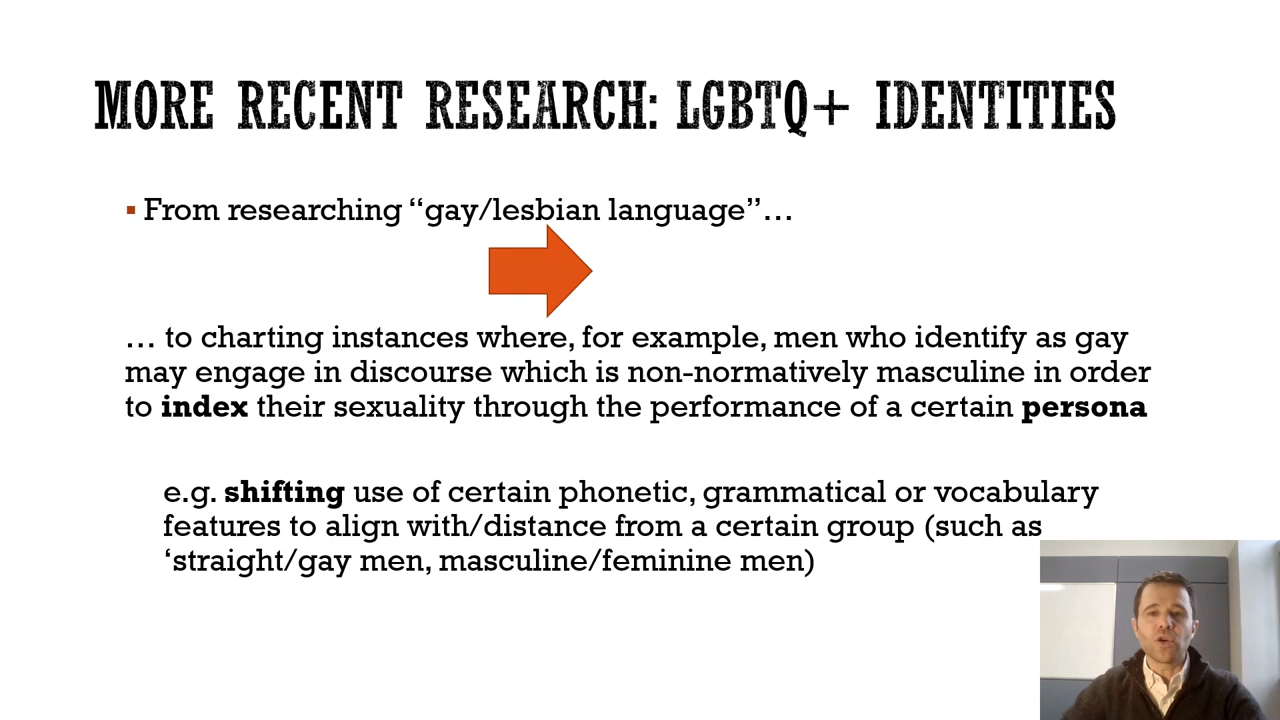 MORE RECENT RESEARCH: LGBTQ+ IDENTITIES
▪ From researching “gay/lesbian language”…
… to charting instances where, for example, men who identify as gay
may engage in discourse which is non-normatively masculine in order
to index their sexuality through the performance of a certain persona
e.g. shifting use of certain phonetic, grammatical or vocabulary
features to align with/distance from a certain group (such as
‘straight/gay men, masculine/feminine men)